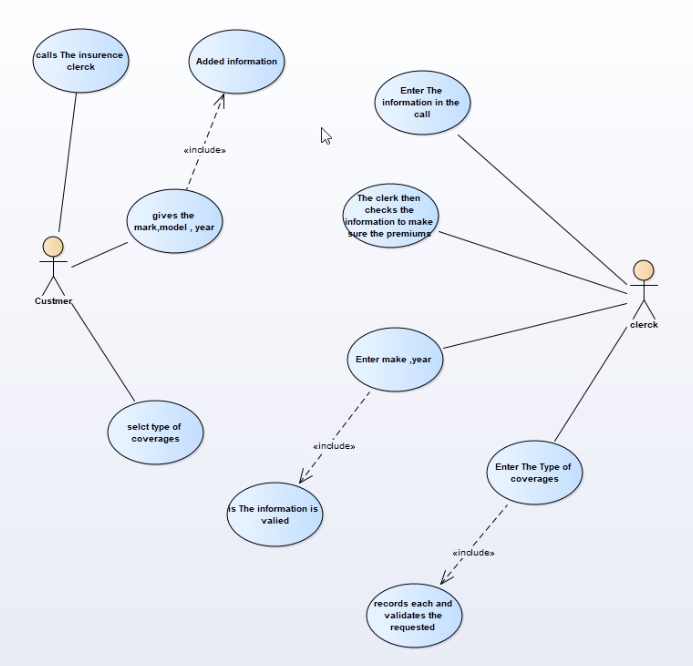 calls The insurence
clerck
Added information
Enter The
information in the
call
«include»
gives the
mark,model , year
The clerk then
checks the
information to make
sure the premiums
Custmer
clerck
Enter make ,year
selct type of
coverages
«include»
Enter The Type of
coverages
is The information is
valied
«include»
records each and
validates the
requested